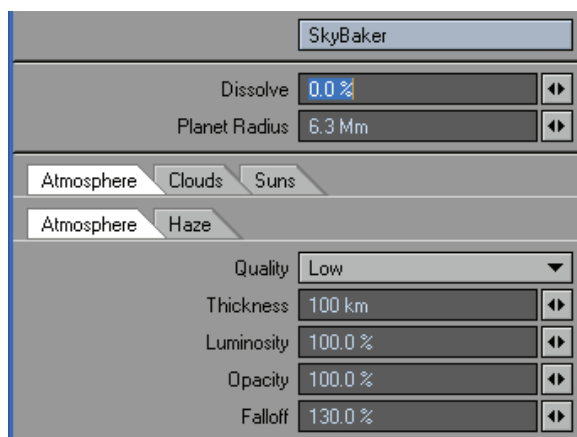 SkyBaker
Dissolve 0.0 %
Planet Radius 6.3 Mm
Atmosphere Clouds Suns
Atmosphere Haze
Quality Low
Thickness 100 km
Luminosity 100.0 %
Opacity 100.0 %
Falloff 130.0 %